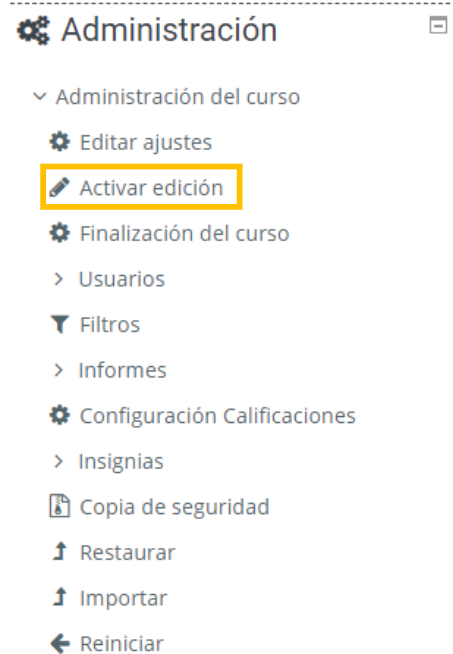 Administración
Administración del curso
Editar ajustes
Activar edición
Finalización del curso
Usuarios
Filtros
Informes
Configuración Calificaciones
Insignias
Copia de seguridad
Restaurar
Importar
Reiniciar